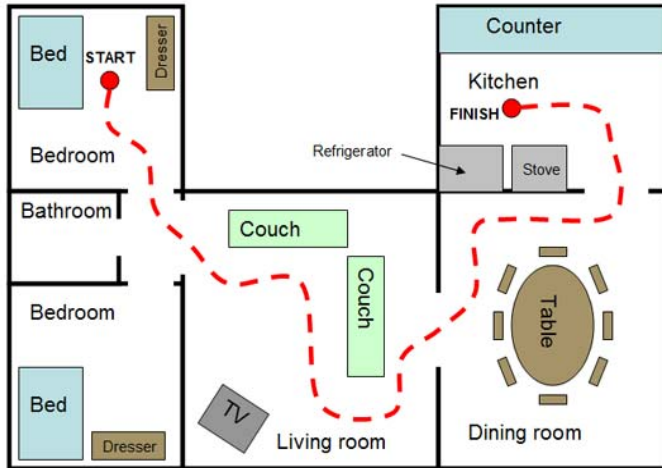 Counter
Bed
START
Dresser
Kitchen
FINISH
Bedroom
Refrigerator
Stove
Bathroom
Couch
Couch
Bedroom
Table
Bed
TV
Dresser
Living room
Dining room